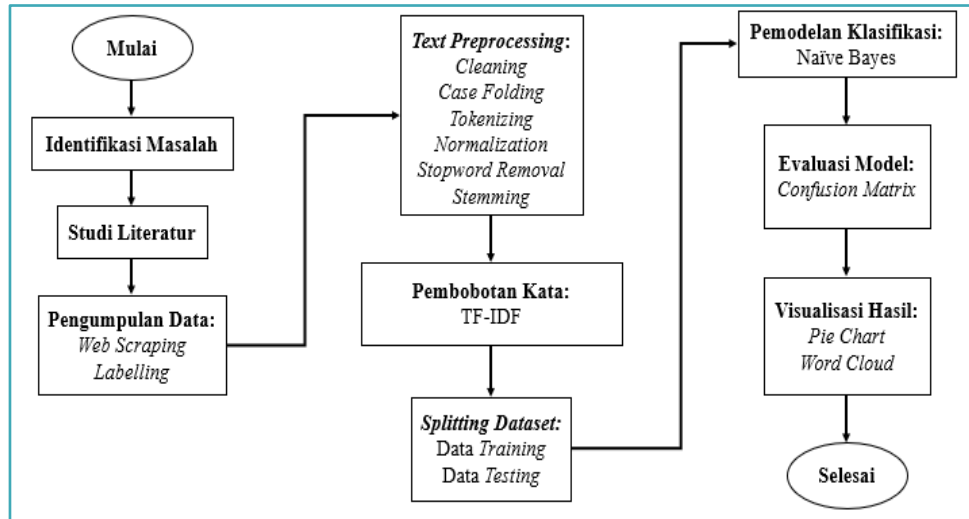 Mulai
Identifikasi Masalah
Studi Literatur
Pengumpulan Data:
Web Scraping
Labelling
Text Preprocessing:
Cleaning
Case Folding
Tokenizing
Normalization
Stopword Removal
Stemming
Pembobotan Kata:
TF-IDF
Splitting Dataset:
Data Training
Data Testing
Pemodelan Klasifikasi:
Naïve Bayes
Evaluasi Model:
Confusion Matrix
Visualisasi Hasil:
Pie Chart
Word Cloud
Selesai